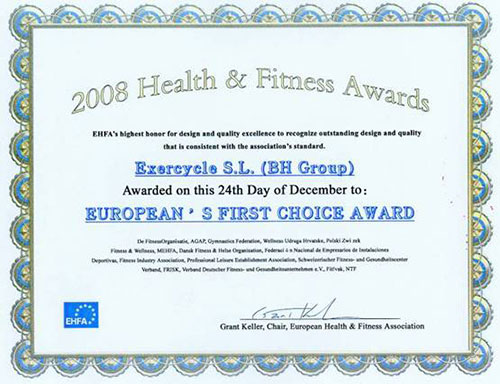 2008 Health & Fitness Awards
EHFA's highest honor for design and quality excellence to recognize outstanding design and quality
that is consistent with the association's standard.
Exercycle S.L. (BH Group)
Awarded on this 24th Day of December to:
EUROPEAN'S FIRST CHOICE AWARD
De FitnessOrganisatie, AGAP, Gymnastics Federation, Wellness Udruga Hrvatske, Polski Zwi zek
Fitness & Wellness, MEHFA, Dansk Fitness & Helse Organisation, Federaci ó n Nacional de Empresarios de Instalaciones
Deportivas, Fitness Industry Association, Professional Leisure Establishment Association, Schweizerischer Fitness- und Gesundheitscenter
Verband, FRISK, Verband Deutscher Fitness- und Gesundheitsunternehmen e.V., Fitfvak, NTF
EHFA
Grant Keller, Chair, European Health & Fitness Association